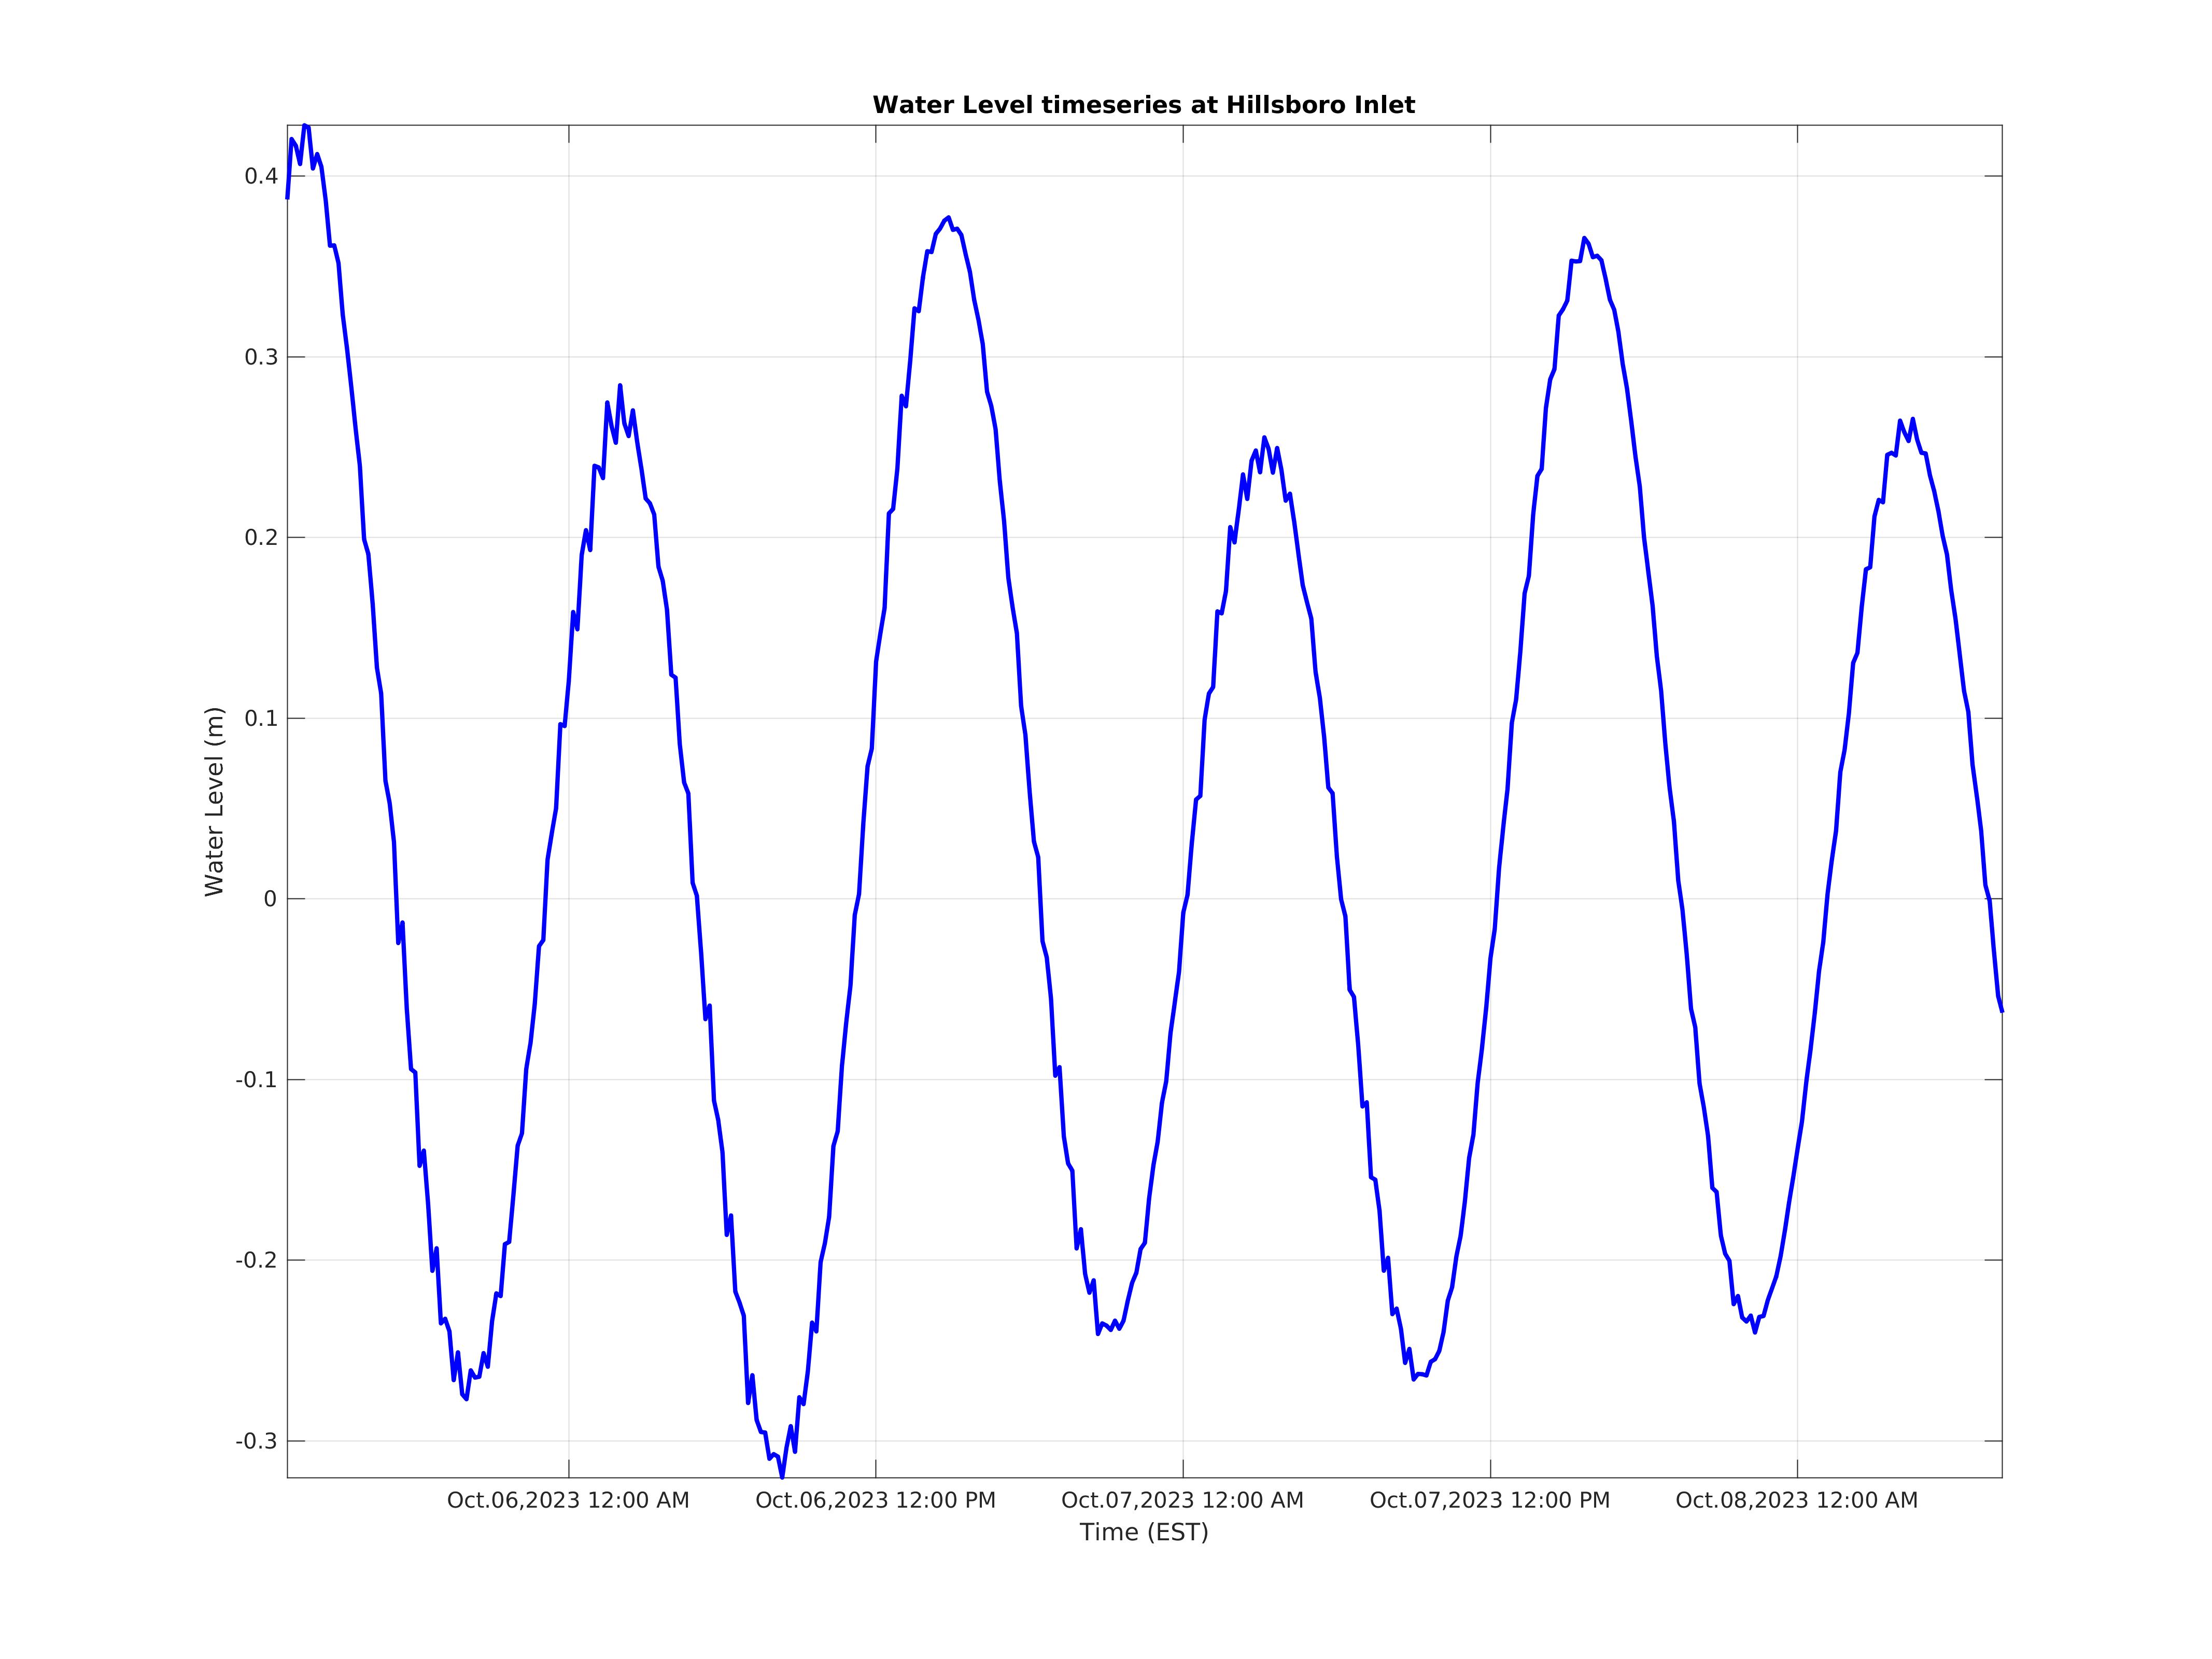 Water Level timeseries at Hillsboro Inlet
0.4
0.3
0.2
0.1
0
-0.1
-0.2
-0.3
Water Level (m)
Oct.06,2023 12:00 AM
Oct.06,2023 12:00 PM
Oct.07,2023 12:00 AM
Oct.07,2023 12:00 PM
Oct.08,2023 12:00 AM
Time (EST)